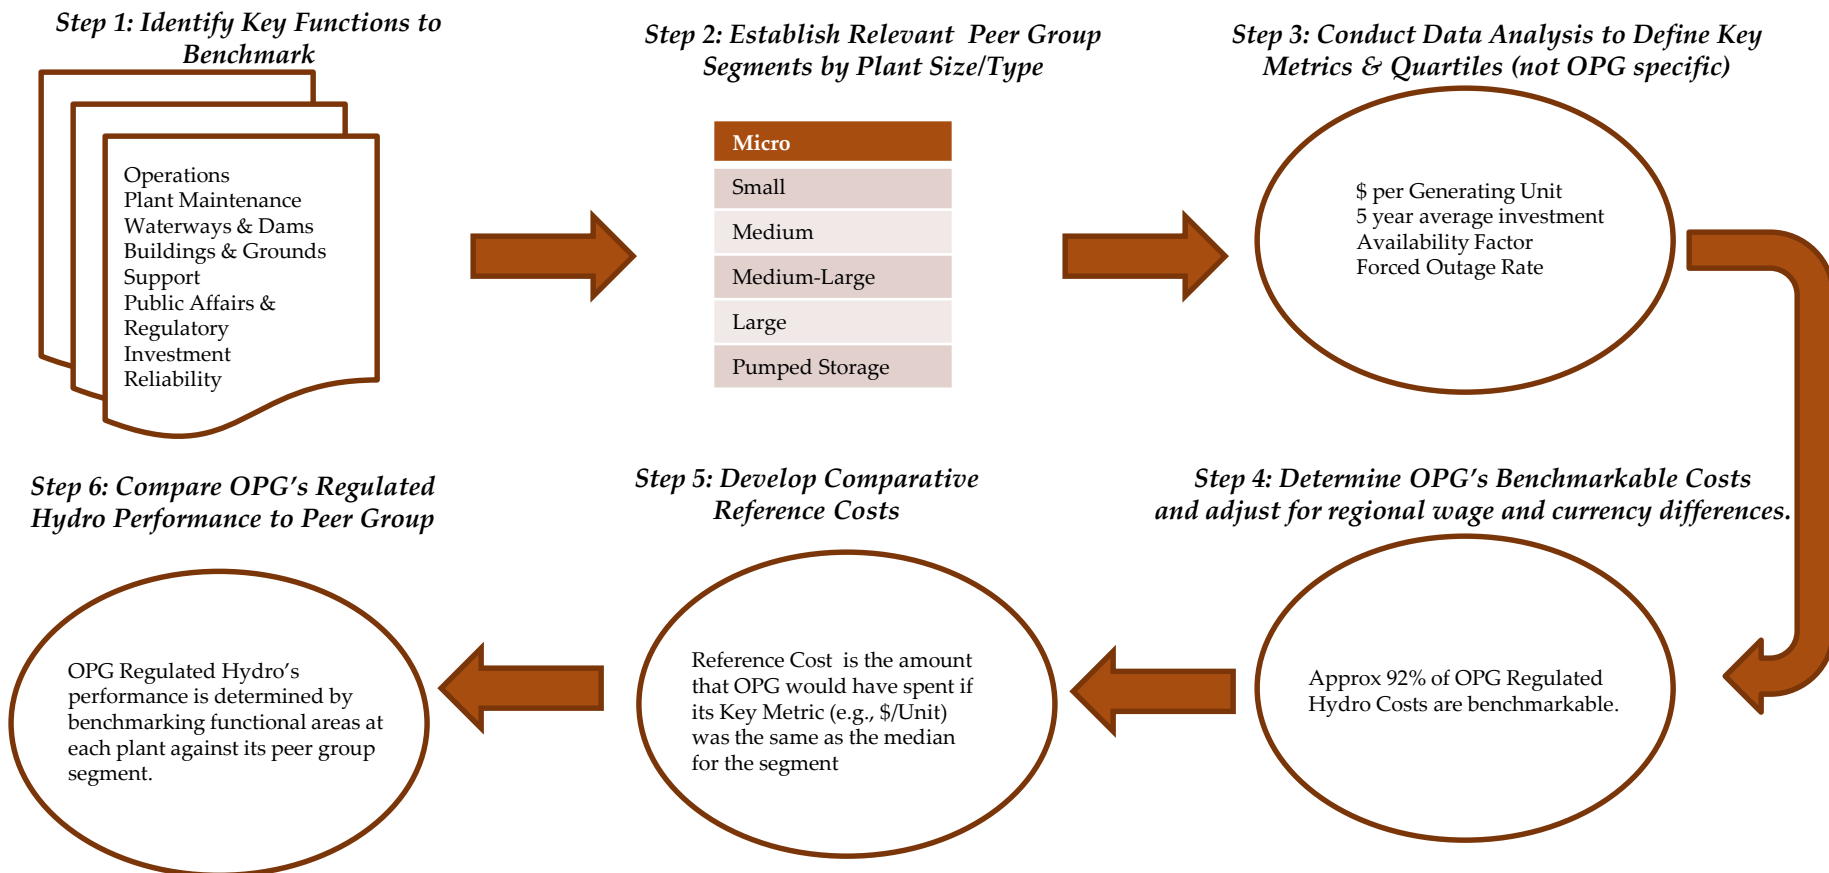 Step 1: Identify Key Functions to
Benchmark
Operations
Plant Maintenance
Waterways & Dams
Buildings & Grounds
Support
Public Affairs &
Regulatory
Investment
Reliability
Step 2: Establish Relevant Peer Group
Segments by Plant Size/Type
Micro
Small
Medium
Medium-Large
Large
Pumped Storage
Step 3: Conduct Data Analysis to Define Key
Metrics & Quartiles (not OPG specific)
$ per Generating Unit
5 year average investment
Availability Factor
Forced Outage Rate
Step 4: Determine OPG's Benchmarkable Costs
and adjust for regional wage and currency differences.
Approx 92% of OPG Regulated
Hydro Costs are benchmarkable.
Step 5: Develop Comparative
Reference Costs
Reference Cost is the amount
that OPG would have spent if
its Key Metric (e.g., $/Unit)
was the same as the median
for the segment
Step 6: Compare OPG's Regulated
Hydro Performance to Peer Group
OPG Regulated Hydro's
performance is determined by
benchmarking functional areas at
each plant against its peer group
segment.